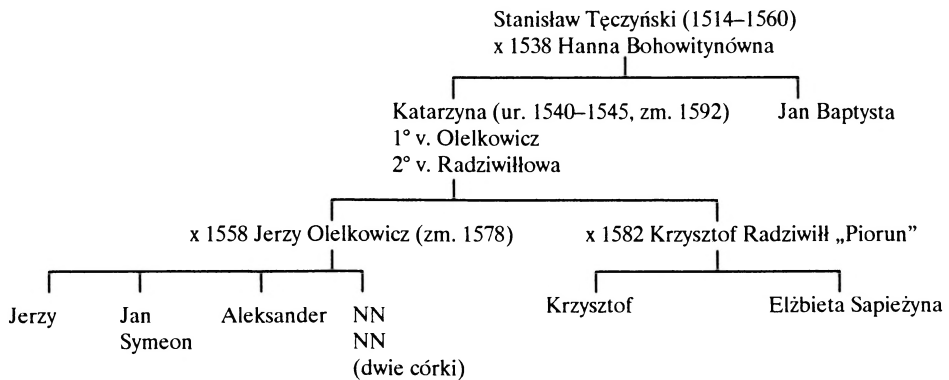 Stanisław Tęczyński (1514–1560)
x 1538 Hanna Bohowitynówna
Katarzyna (ur. 1540–1545, zm. 1592)
1° v. Olelkowicz
2° v. Radziwiłłowa
Jan Baptysta
x 1558 Jerzy Olelkowicz (zm. 1578)
x 1582 Krzysztof Radziwiłł „Piorun”
Jerzy
Jan
Symeon
Aleksander
NN
NN
(dwie córki)
Krzysztof
Elżbieta Sapieżyna